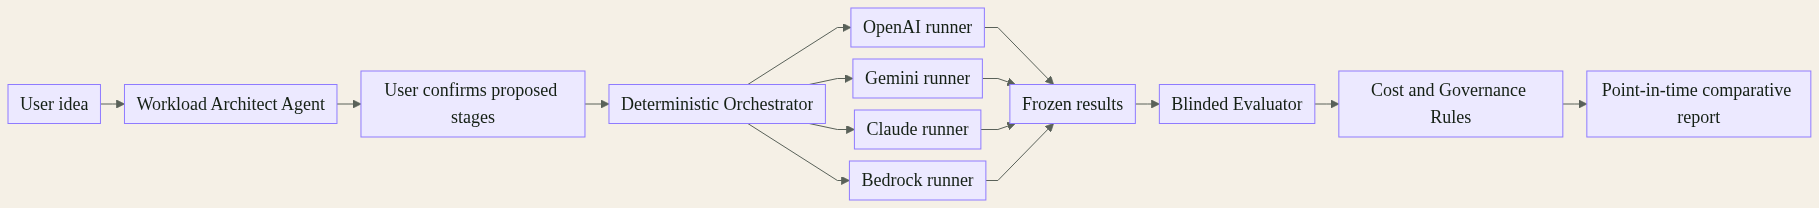 User idea
Workload Architect Agent
User confirms proposed
stages
Deterministic Orchestrator
OpenAI runner
Gemini runner
Claude runner
Bedrock runner
Frozen results
Blinded Evaluator
Cost and Governance
Rules
Point-in-time comparative
report